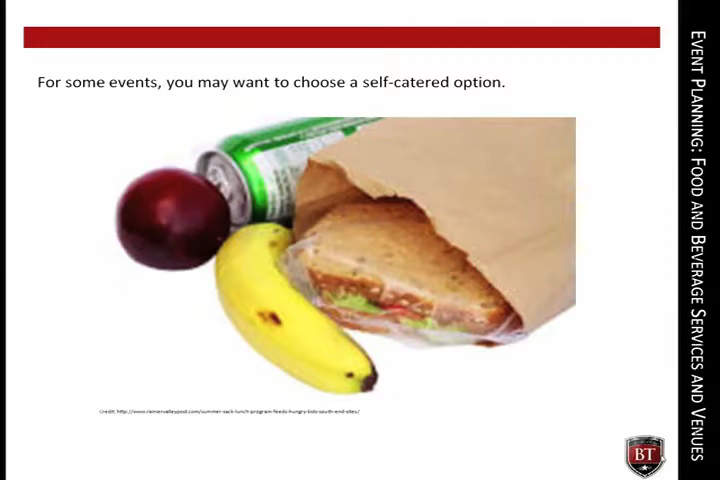 For some events, you may want to choose a self-catered option.
Credit: http://www.rainiervalleypost.com/summer-sack-lunch-program-feeds-hungry-kids-south-end-sites/
BT
EVENT PLANNING: FOOD AND BEVERAGE SERVICES AND VENUES